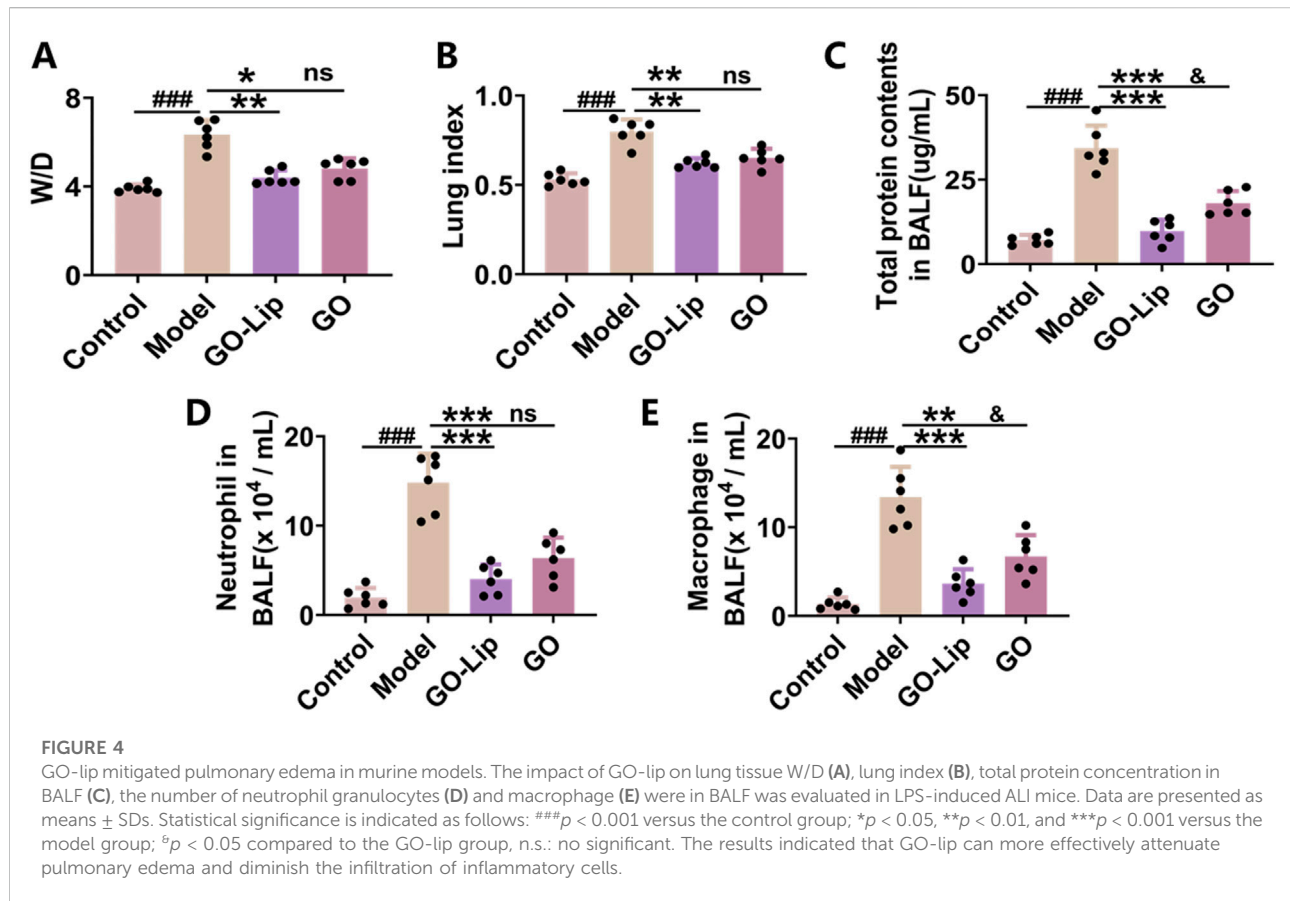 A
B
C
* ns
### **
W/D
8
4
0
Control
Model
GO-Lip
GO
** ns
### **
Lung index
1.0
0.5
0.0
Control
Model
GO-Lip
GO
*** &
### ***
Total protein contents
in BALF(ug/mL)
50
25
0
Control
Model
GO-Lip
GO
D
E
*** ns
### ***
Neutrophil in
BALF(x 10⁴ / mL)
20
10
0
Control
Model
GO-Lip
GO
** &
### ***
Macrophage in
BALF(x 10⁴ / mL)
20
10
0
Control
Model
GO-Lip
GO
FIGURE 4
GO-lip mitigated pulmonary edema in murine models. The impact of GO-lip on lung tissue W/D (A), lung index (B), total protein concentration in
BALF (C), the number of neutrophil granulocytes (D) and macrophage (E) were in BALF was evaluated in LPS-induced ALI mice. Data are presented as
means ± SDs. Statistical significance is indicated as follows: ###p < 0.001 versus the control group; *p < 0.05, **p < 0.01, and ***p < 0.001 versus the
model group; &p < 0.05 compared to the GO-lip group, n.s.: no significant. The results indicated that GO-lip can more effectively attenuate
pulmonary edema and diminish the infiltration of inflammatory cells.